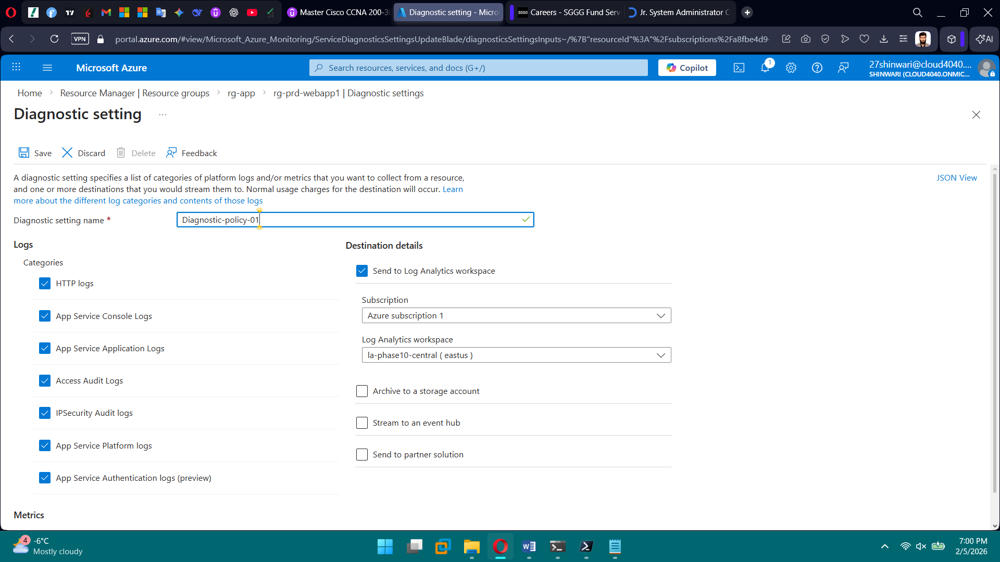 Master Cisco CCNA 200-30
Diagnostic setting - Micro
SGGG
Careers - SGGG Fund Servi
Jr. System Administrator C
VPN
portal.azure.com/#view/Microsoft_Azure_Monitoring/ServiceDiagnosticsSettingsUpdateBlade/diagnosticsSettingsInputs~/%7B"resourceId"%3A"%2Fsubscriptions%2Fa8fbe4d9-
AI
Microsoft Azure
Search resources, services, and docs (G+/)
Copilot
1
27shinwari@cloud4040....
SHINWARI (CLOUD4040.ONMIC...
Home
Resource Manager | Resource groups
rg-app
rg-prd-webapp1 | Diagnostic settings
Diagnostic setting
...
Save
Discard
Delete
Feedback
A diagnostic setting specifies a list of categories of platform logs and/or metrics that you want to collect from a resource,
and one or more destinations that you would stream them to. Normal usage charges for the destination will occur. Learn
more about the different log categories and contents of those logs
JSON View
Diagnostic setting name *
Diagnostic-policy-01
Logs
Categories
HTTP logs
App Service Console Logs
App Service Application Logs
Access Audit Logs
IPSecurity Audit logs
App Service Platform logs
App Service Authentication logs (preview)
Metrics
Destination details
Send to Log Analytics workspace
Subscription
Azure subscription 1
Log Analytics workspace
la-phase10-central ( eastus )
Archive to a storage account
Stream to an event hub
Send to partner solution
4
-6°C
Mostly cloudy
7:00 PM
2/5/2026